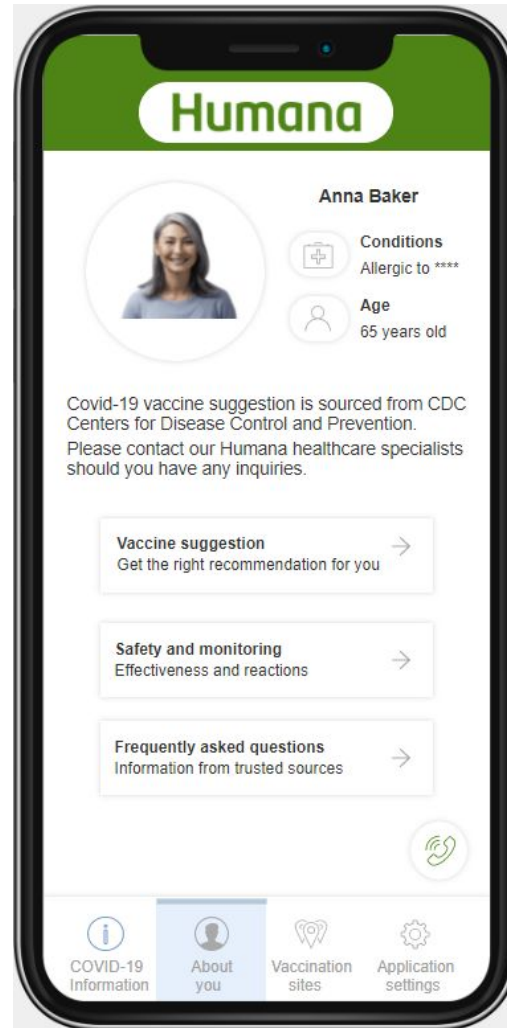 Humana
Anna Baker
Conditions
Allergic to ****
Age
65 years old
Covid-19 vaccine suggestion is sourced from CDC
Centers for Disease Control and Prevention.
Please contact our Humana healthcare specialists
should you have any inquiries.
Vaccine suggestion
Get the right recommendation for you
Safety and monitoring
Effectiveness and reactions
Frequently asked questions
Information from trusted sources
COVID-19
Information
About
you
Vaccination
sites
Application
settings